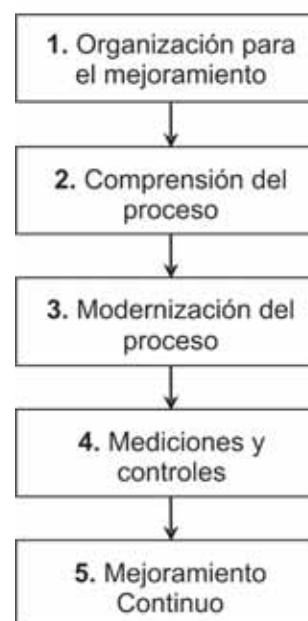 1. Organización para
el mejoramiento
2. Comprensión del
proceso
3. Modernización del
proceso
4. Mediciones y
controles
5. Mejoramiento
Continuo